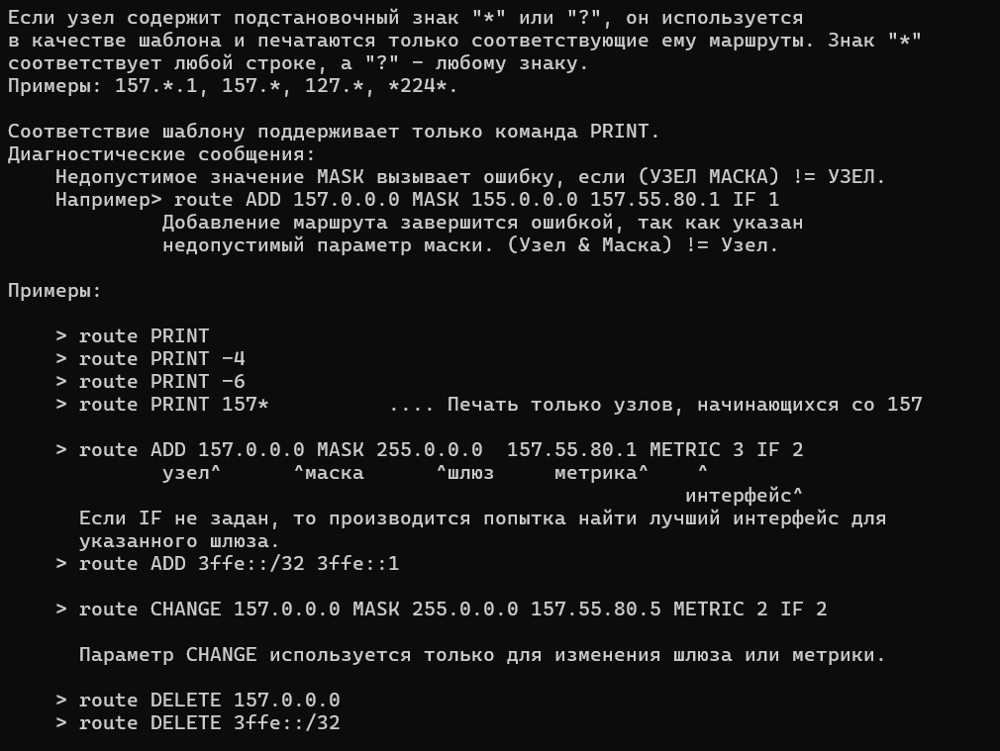 Если узел содержит подстановочный знак "*" или "?", он используется
в качестве шаблона и печатаются только соответствующие ему маршруты. Знак "*"
соответствует любой строке, а "?" - любому знаку.
Примеры: 157.*.1, 157.*, 127.*, *224*.

Соответствие шаблону поддерживает только команда PRINT.
Диагностические сообщения:
    Недопустимое значение MASK вызывает ошибку, если (УЗЕЛ МАСКА) != УЗЕЛ.
    Например> route ADD 157.0.0.0 MASK 155.0.0.0 157.55.80.1 IF 1
             Добавление маршрута завершится ошибкой, так как указан
             недопустимый параметр маски. (Узел & Маска) != Узел.

Примеры:

    > route PRINT
    > route PRINT -4
    > route PRINT -6
    > route PRINT 157*          .... Печать только узлов, начинающихся со 157

    > route ADD 157.0.0.0 MASK 255.0.0.0  157.55.80.1 METRIC 3 IF 2
             узел^      ^маска      ^шлюз     метрика^    ^
                                                         интерфейс^
      Если IF не задан, то производится попытка найти лучший интерфейс для
      указанного шлюза.
    > route ADD 3ffe::/32 3ffe::1

    > route CHANGE 157.0.0.0 MASK 255.0.0.0 157.55.80.5 METRIC 2 IF 2

      Параметр CHANGE используется только для изменения шлюза или метрики.

    > route DELETE 157.0.0.0
    > route DELETE 3ffe::/32